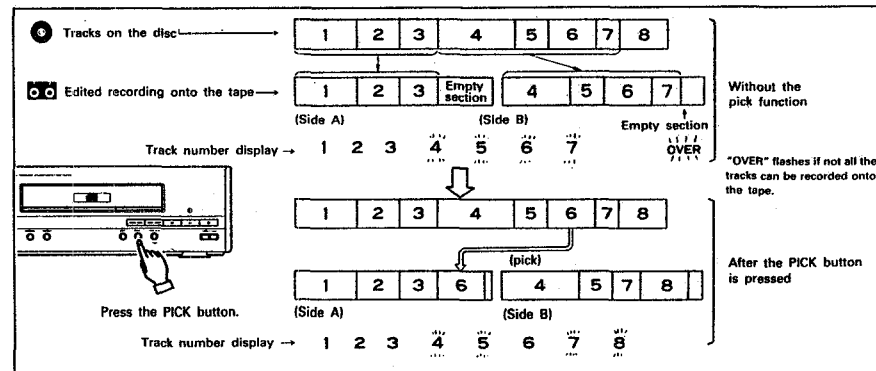 Tracks on the disc→
1 2 3 4 5 6 7 8
Edited recording onto the tape→
1 2 3 Empty section 4 5 6 7
(Side A) (Side B)
Empty section
Without the
pick function
Track number display → 1 2 3 4 5 6 7 OVER
"OVER" flashes if not all the
tracks can be recorded onto
the tape.
1 2 3 4 5 6 7 8
(pick)
1 2 3 6 4 5 7 8
(Side A) (Side B)
After the PICK button
is pressed
Press the PICK button.
Track number display → 1 2 3 4 5 6 7 8